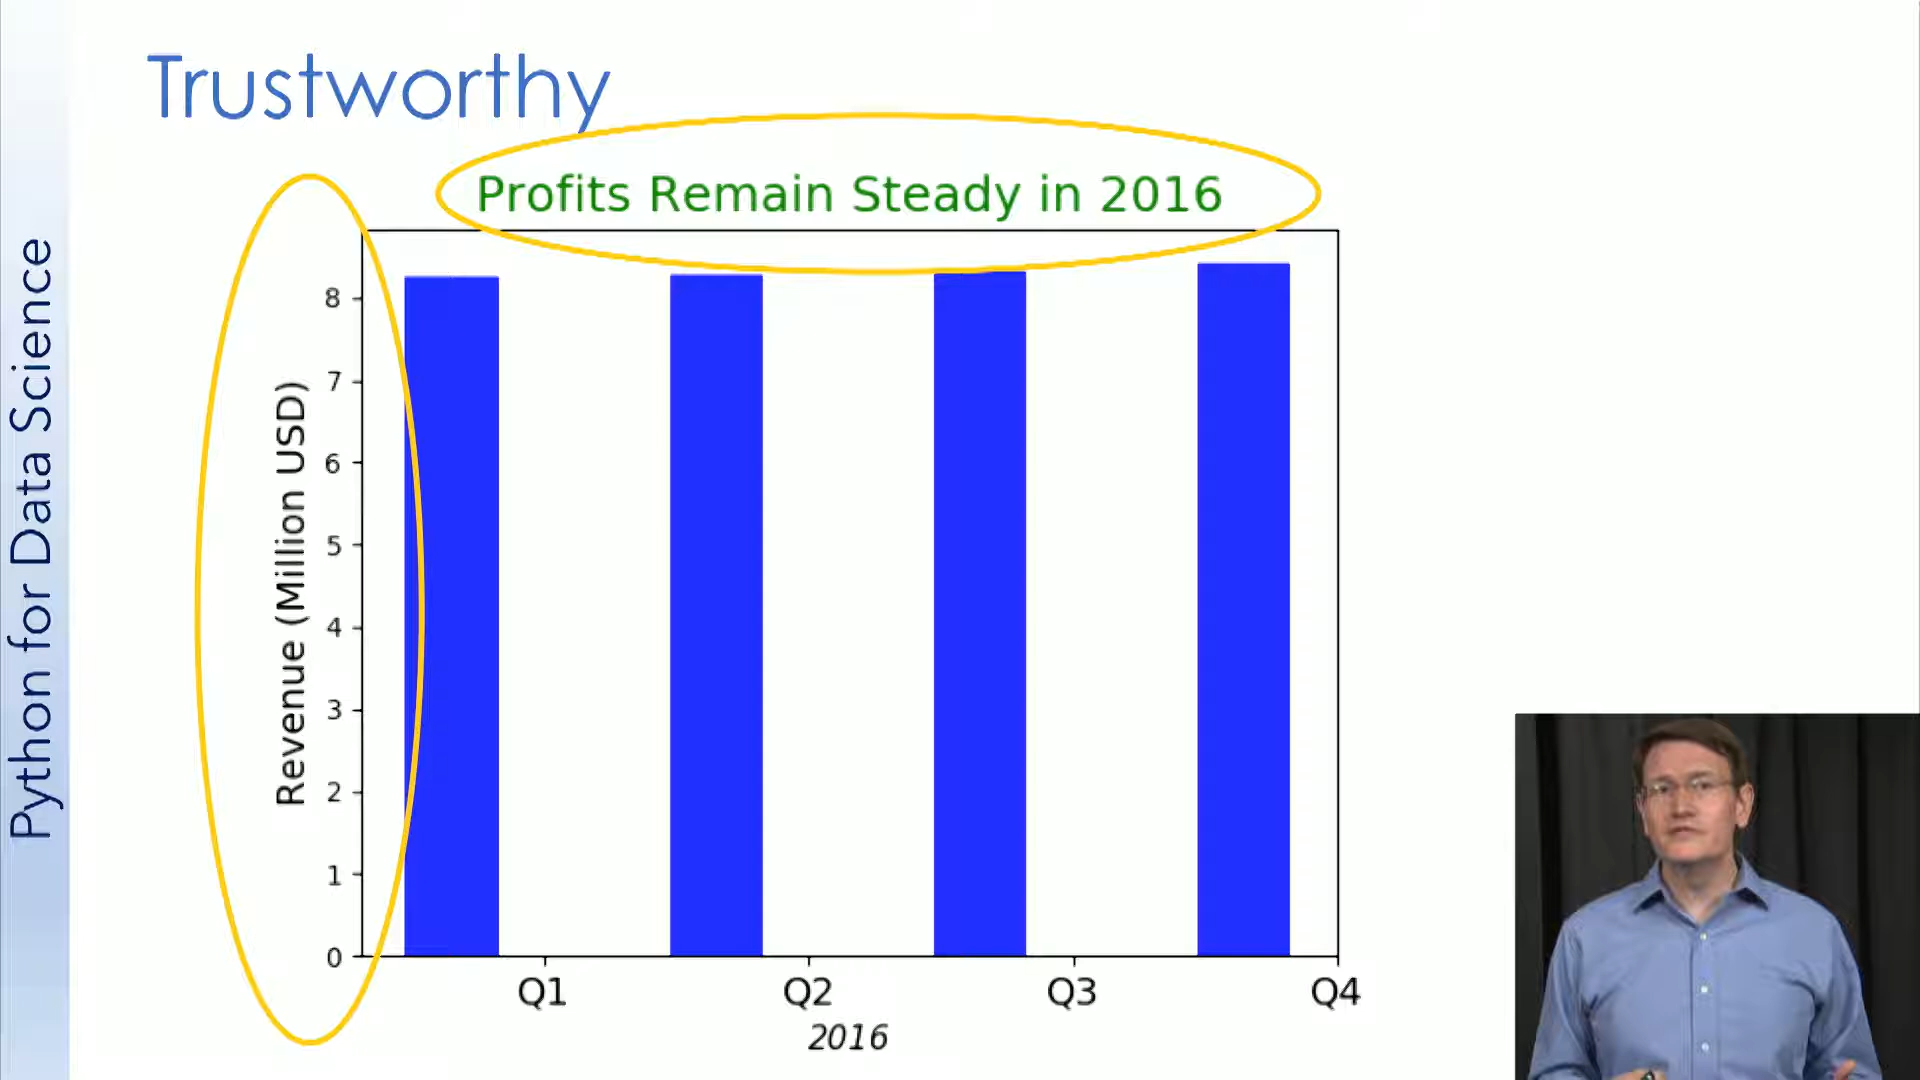 Trustworthy
Python for Data Science
Profits Remain Steady in 2016
Revenue (Million USD)
8
7
6
5
4
3
2
1
0
Q1 Q2 Q3 Q4
2016